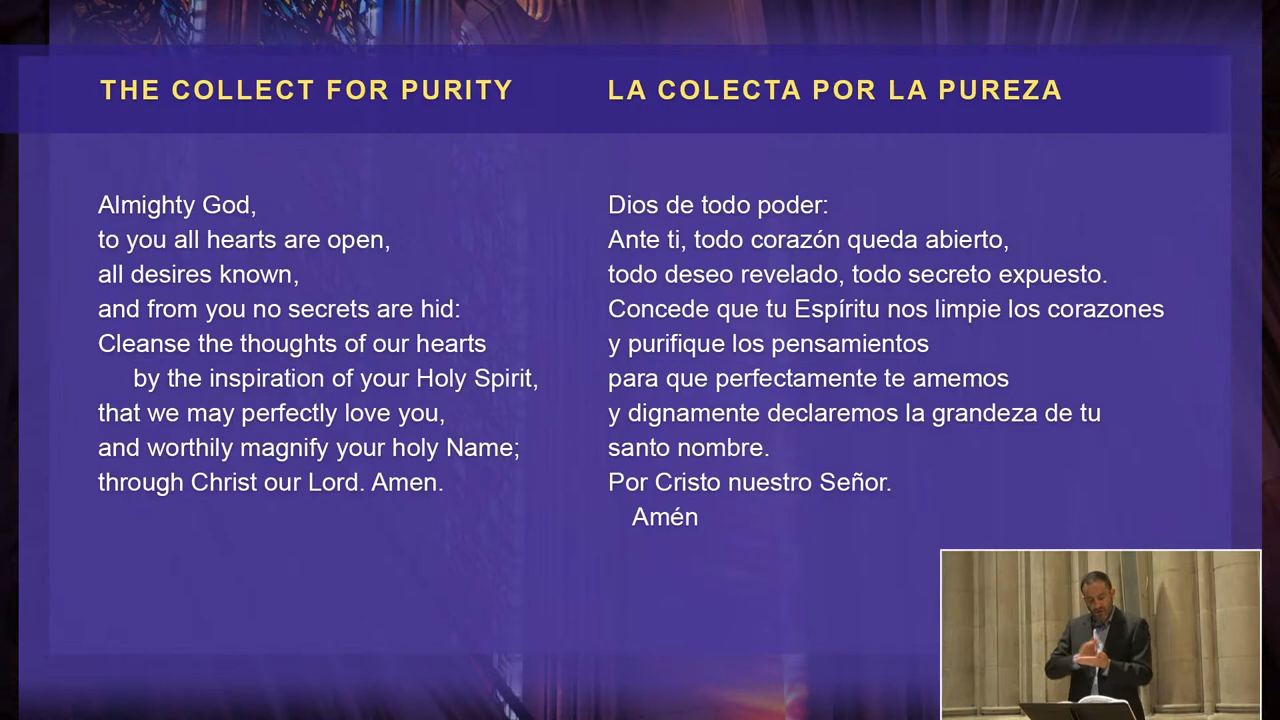 THE COLLECT FOR PURITY
Almighty God,
to you all hearts are open,
all desires known,
and from you no secrets are hid:
Cleanse the thoughts of our hearts
by the inspiration of your Holy Spirit,
that we may perfectly love you,
and worthily magnify your holy Name;
through Christ our Lord. Amen.
LA COLECTA POR LA PUREZA
Dios de todo poder:
Ante ti, todo corazón queda abierto,
todo deseo revelado, todo secreto expuesto.
Concede que tu Espíritu nos limpie los corazones
y purifique los pensamientos
para que perfectamente te amemos
y dignamente declaremos la grandeza de tu
santo nombre.
Por Cristo nuestro Señor.
Amén